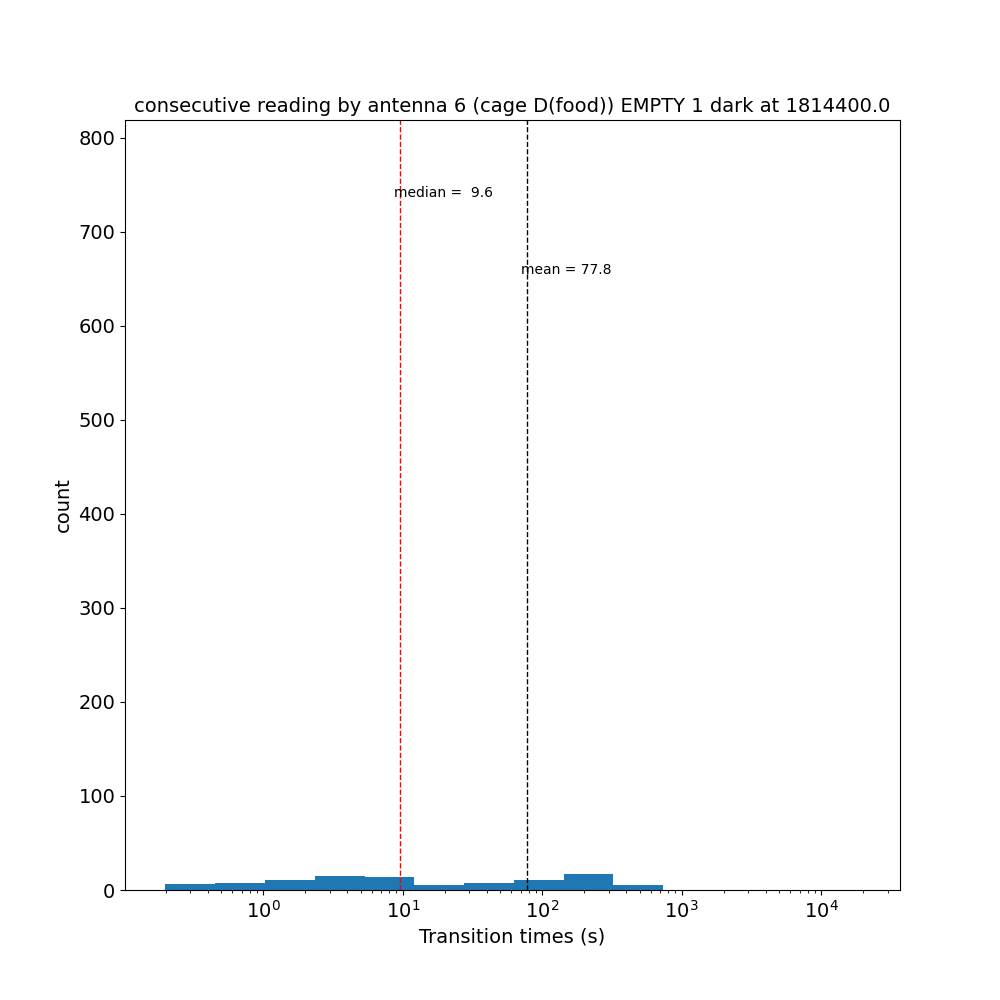 consecutive reading by antenna 6 (cage D(food)) EMPTY 1 dark at 1814400.0
800
median =  9.6
700
mean = 77.8
600
500
count
400
300
200
100
0
10^0 10^1 10^2 10^3 10^4
Transition times (s)